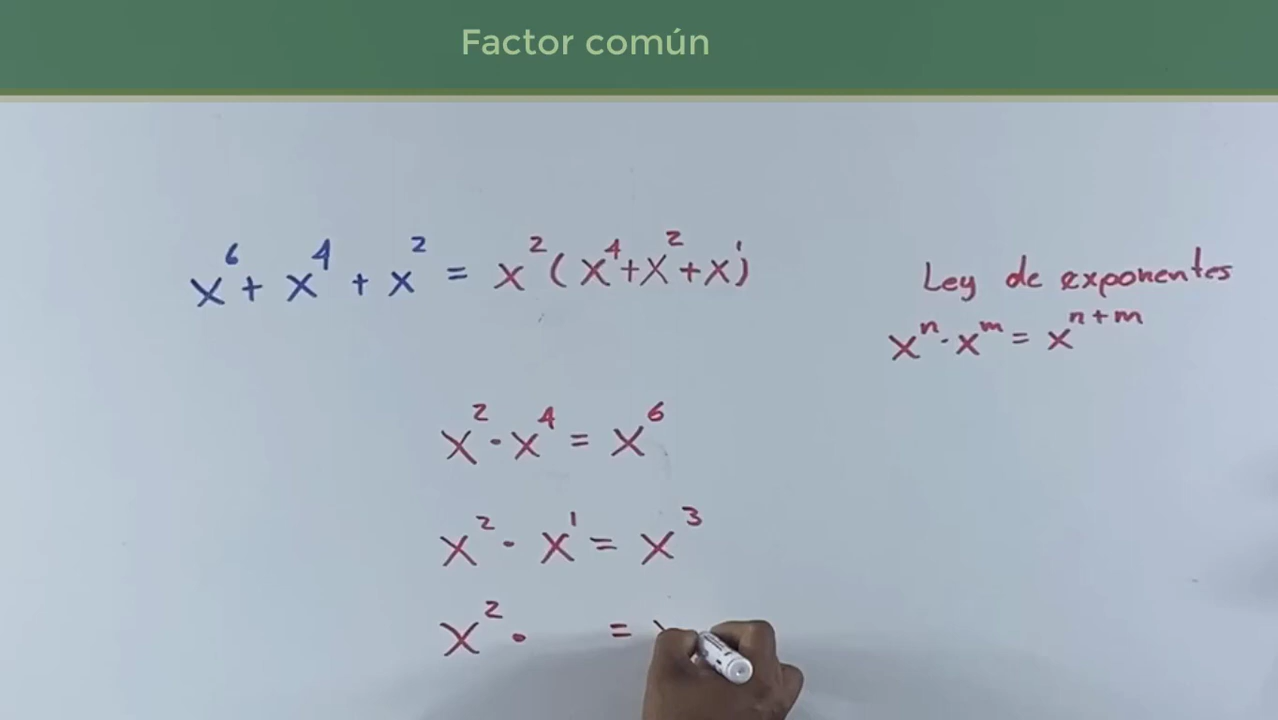 Factor común
x⁶ + x⁴ + x² = x²(x⁴+x²+x¹)
Ley de exponentes
xⁿ·xᵐ = xⁿ⁺ᵐ
x²·x⁴ = x⁶
x²·x¹ = x³
x²· =